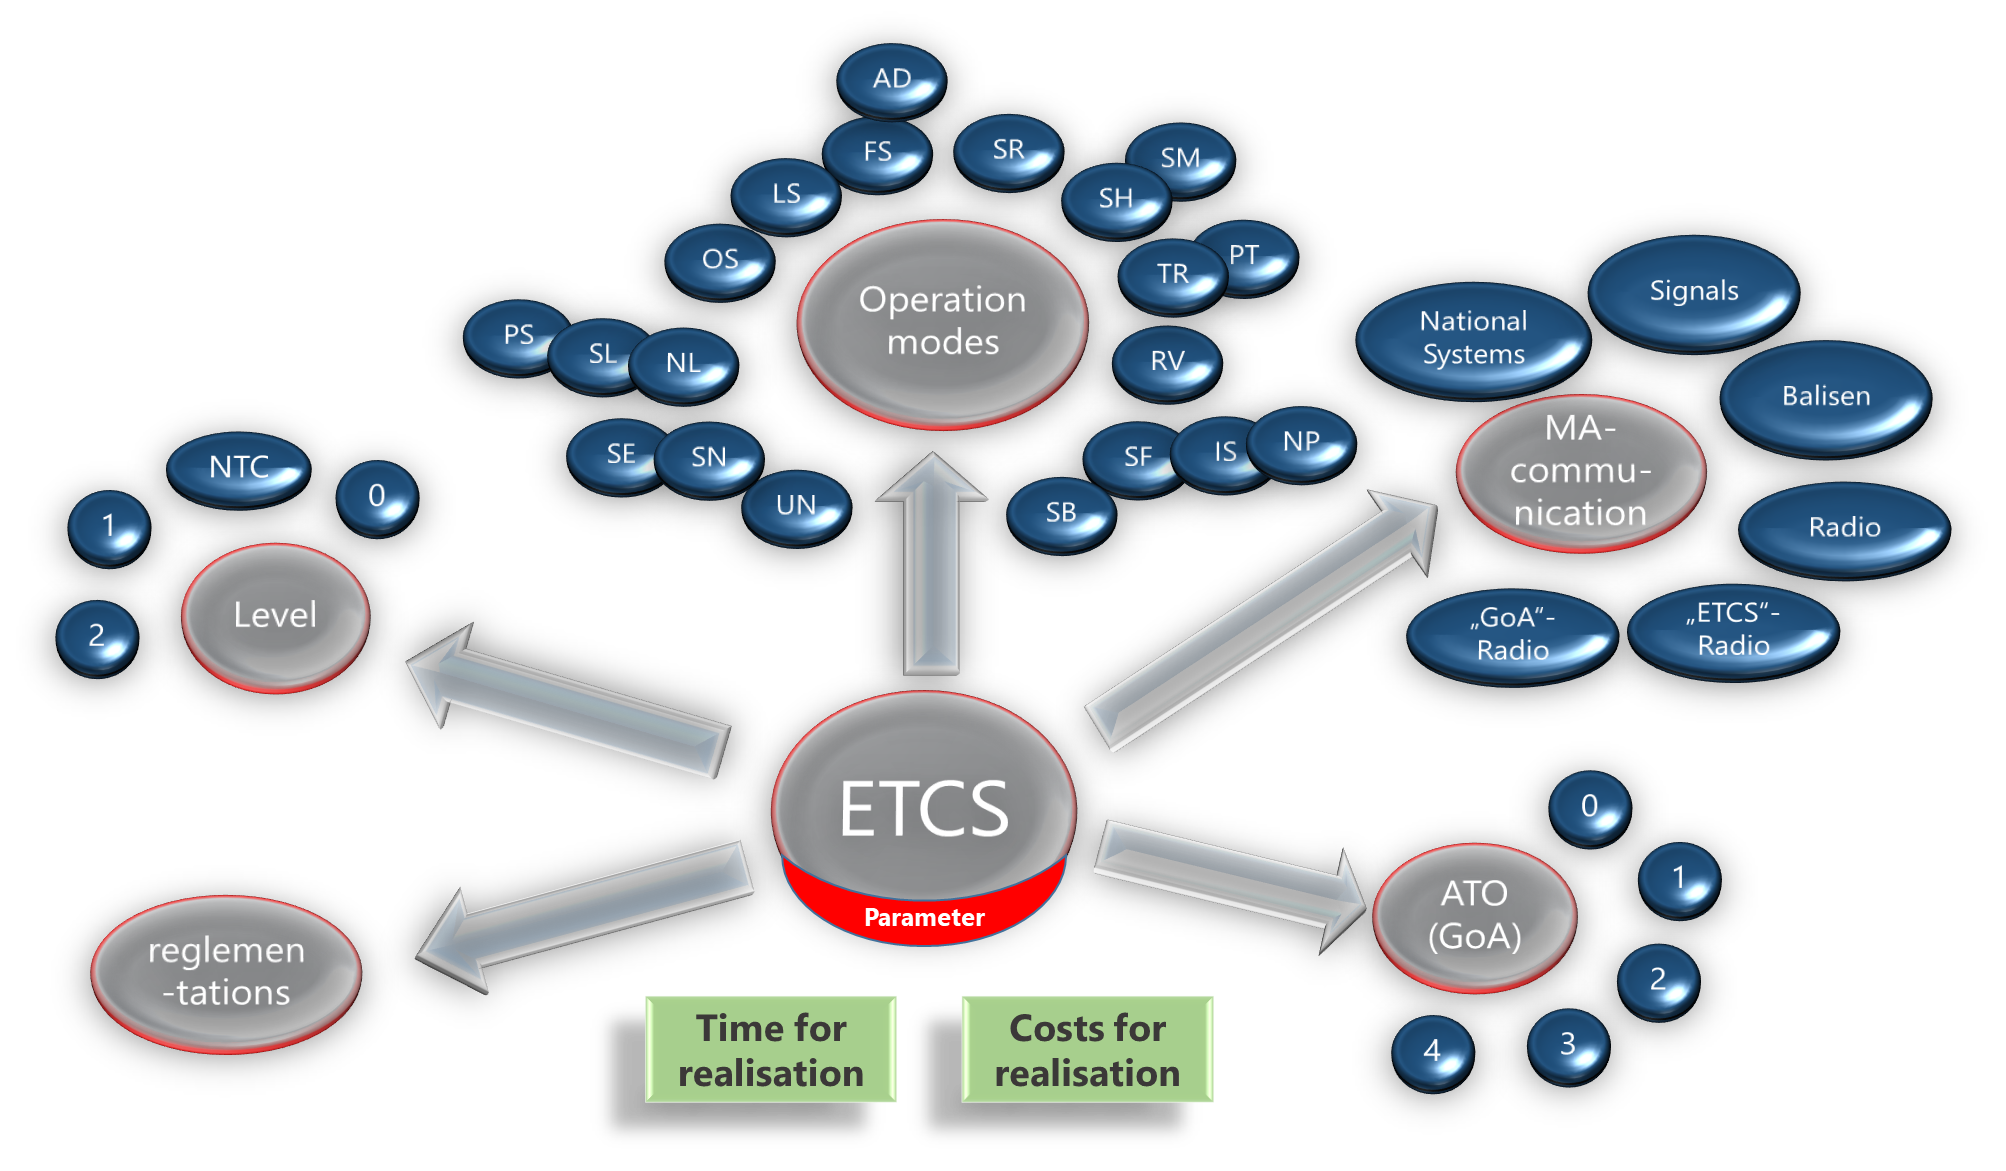 AD
FS
SR
SM
LS
SH
OS
TR
PT
Operation
modes
PS
SL
NL
RV
SE
SN
UN
SB
SF
IS
NP
National
Systems
Signals
Balisen
MA-
commu-
nication
Radio
„GoA“-
Radio
„ETCS“-
Radio
NTC
0
1
2
Level
ETCS
Parameter
ATO
(GoA)
0
1
2
3
4
reglemen
-tations
Time for
realisation
Costs for
realisation